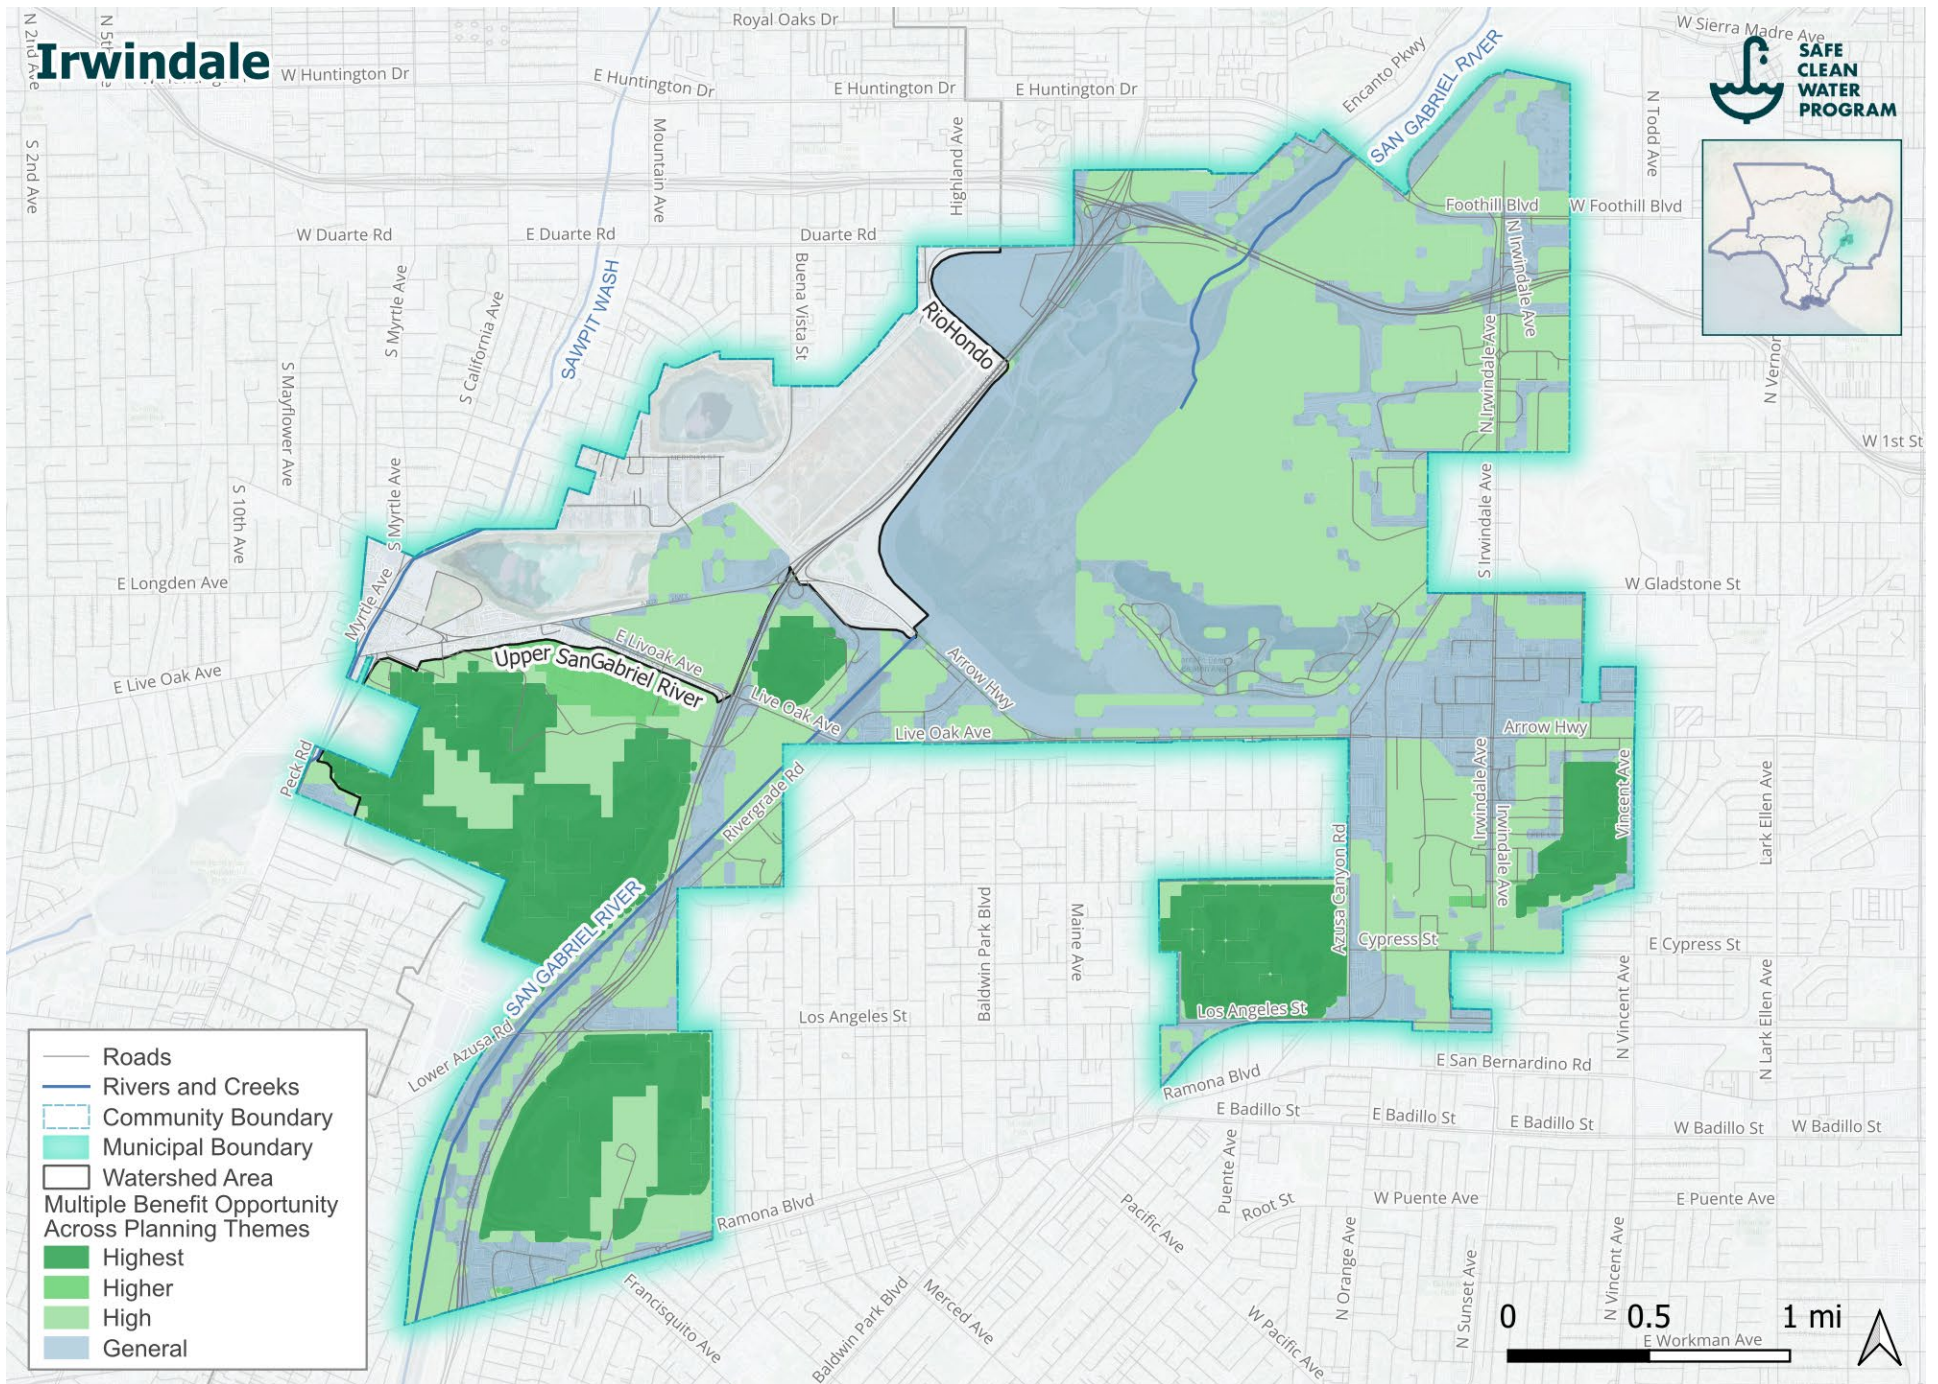 Irwindale
SAFE
CLEAN
WATER
PROGRAM
N 2nd Ave
N 5th
Royal Oaks Dr
W Sierra Madre Ave
W Huntington Dr
E Huntington Dr
E Huntington Dr
E Huntington Dr
Encanto Pkwy
SAN GABRIEL RIVER
N Todd Ave
S 2nd Ave
Mountain Ave
Highland Ave
Foothill Blvd
W Foothill Blvd
W Duarte Rd
E Duarte Rd
Duarte Rd
N Irwindale Ave
S Myrtle Ave
S California Ave
SAWPIT WASH
Buena Vista St
RioHondo
N Irwindale Ave
N Vernon
S Mayflower Ave
W 1st St
S 10th Ave
S Myrtle Ave
S Irwindale Ave
E Longden Ave
Myrtle Ave
W Gladstone St
E Livoak Ave
Upper SanGabriel River
Arrow Hwy
E Live Oak Ave
Live Oak Ave
Live Oak Ave
Arrow Hwy
Peck Rd
Rivergrade Rd
Irwindale Ave
Vincent Ave
Lark Ellen Ave
Azusa Canyon Rd
Irwindale Ave
SAN GABRIEL RIVER
Baldwin Park Blvd
Maine Ave
Cypress St
E Cypress St
Los Angeles St
Los Angeles St
N Vincent Ave
N Lark Ellen Ave
Lower Azusa Rd
Ramona Blvd
E San Bernardino Rd
E Badillo St
E Badillo St
E Badillo St
W Badillo St
W Badillo St
Puente Ave
Root St
W Puente Ave
E Puente Ave
Ramona Blvd
Pacific Ave
N Orange Ave
N Sunset Ave
N Vincent Ave
Francisquito Ave
Baldwin Park Blvd
Merced Ave
W Pacific Ave
E Workman Ave
Roads
Rivers and Creeks
Community Boundary
Municipal Boundary
Watershed Area
Multiple Benefit Opportunity
Across Planning Themes
Highest
Higher
High
General
0 0.5 1 mi